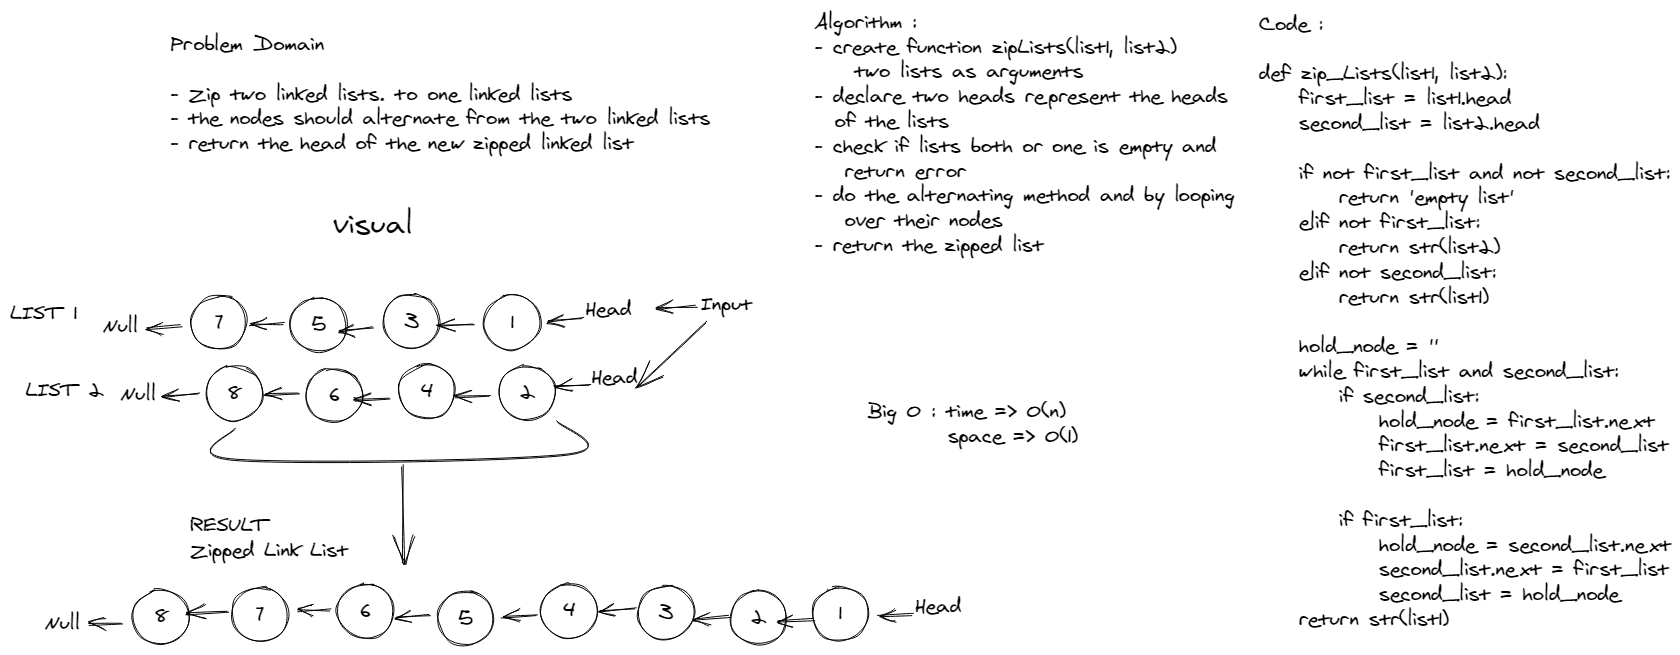 Problem Domain
- zip two linked lists. to one linked lists
- the nodes should alternate from the two linked lists
- return the head of the new zipped linked list
visual
LIST 1
Null
7
5
3
1
Head
Input
LIST 2
Null
8
6
4
2
Head
RESULT
Zipped Link List
Null
8
7
6
5
4
3
2
1
Head
Algorithm :
- create function zipLists(list1, list2)
two lists as arguments
- declare two heads represent the heads
of the lists
- check if lists both or one is empty and
return error
- do the alternating method and by looping
over their nodes
- return the zipped list
Big O : time => O(n)
space => O(1)
Code :
def zip_Lists(list1, list2):
first_list = list1.head
second_list = list2.head
if not first_list and not second_list:
return 'empty list'
elif not first_list:
return str(list2)
elif not second_list:
return str(list1)
hold_node = ''
while first_list and second_list:
if second_list:
hold_node = first_list.next
first_list.next = second_list
first_list = hold_node
if first_list:
hold_node = second_list.next
second_list.next = first_list
second_list = hold_node
return str(list1)